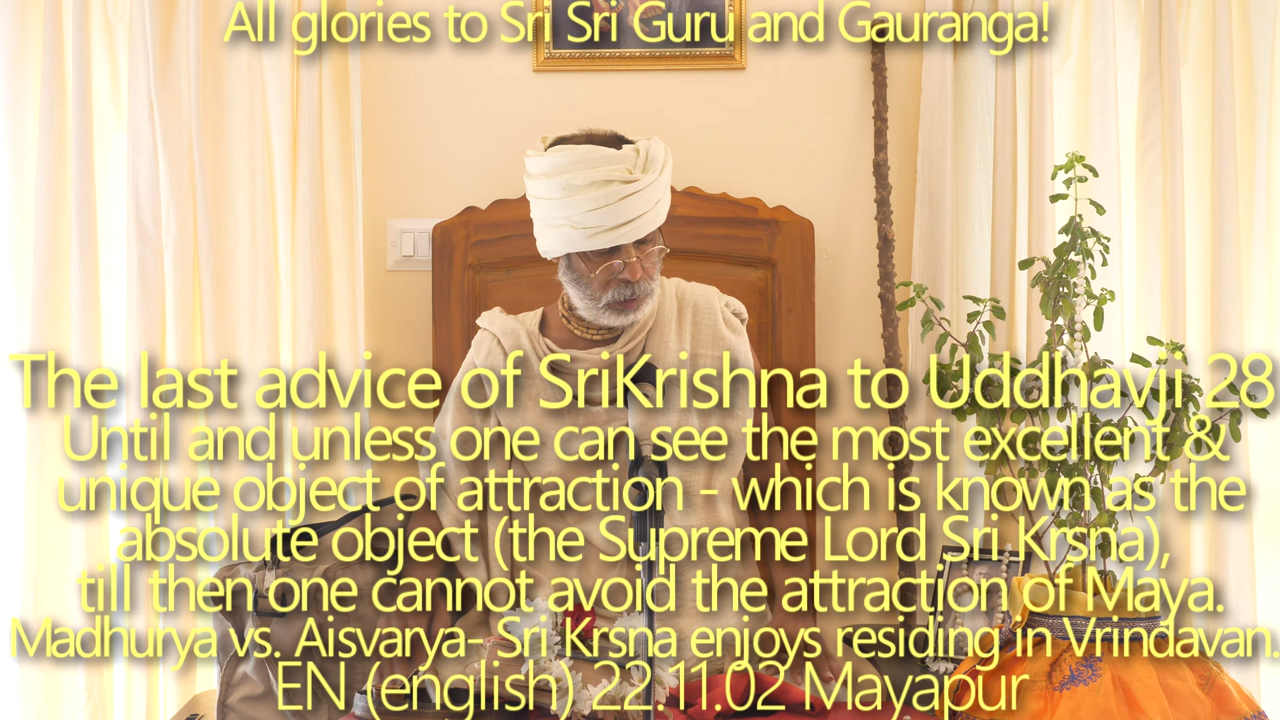 All glories to Sri Sri Guru and Gauranga!
The last advice of SriKrishna to Uddhavji 28
Until and unless one can see the most excellent &
unique object of attraction - which is known as the
absolute object (the Supreme Lord Sri Krsna),
till then one cannot avoid the attraction of Maya.
Madhurya vs. Aisvarya- Sri Krsna enjoys residing in Vrindavan.
EN (english) 22.11.02 Mayapur